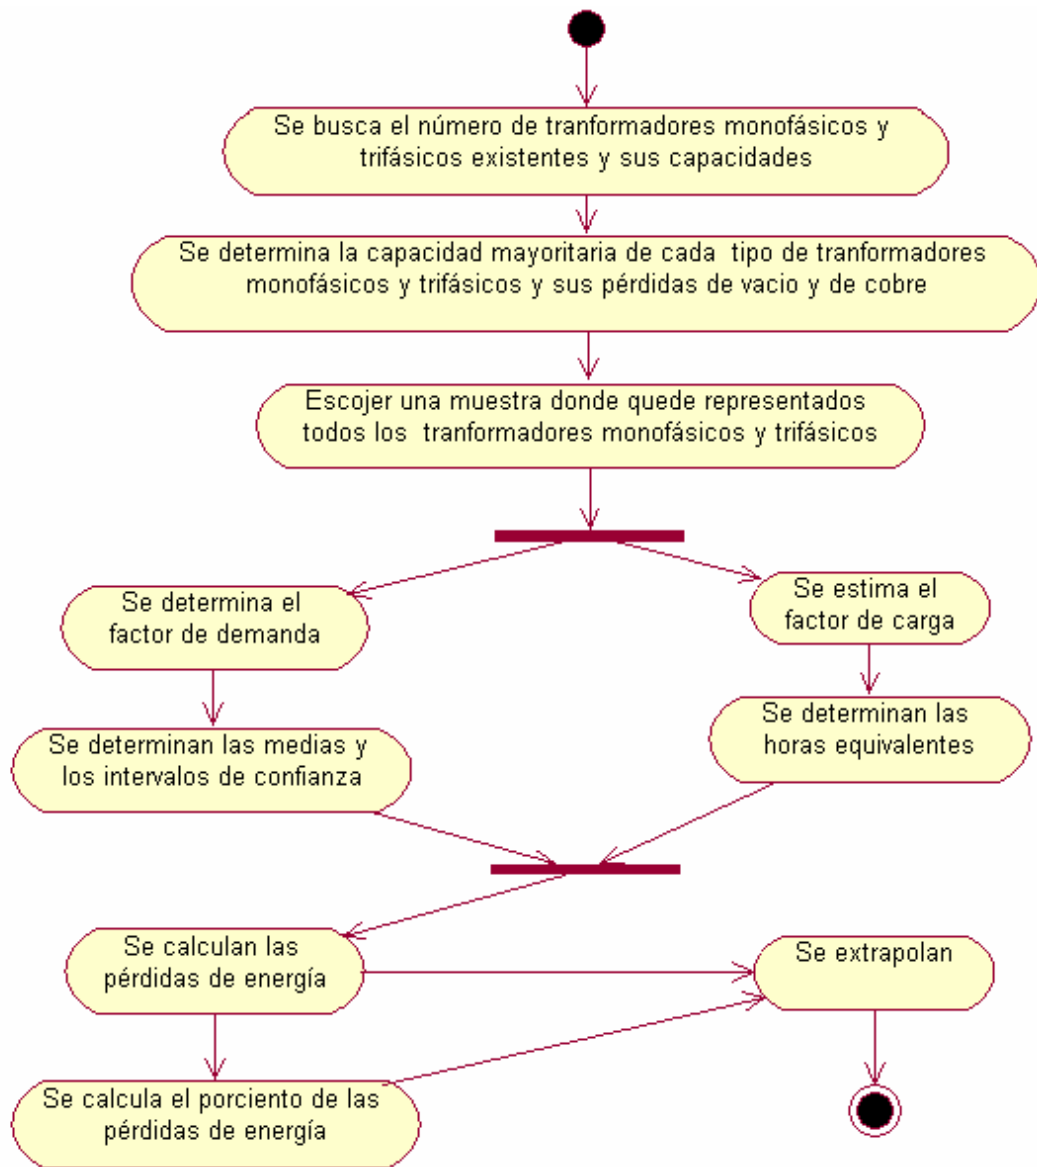 Se busca el número de tranformadores monofásicos y
trifásicos existentes y sus capacidades
Se determina la capacidad mayoritaria de cada tipo de tranformadores
monofásicos y trifásicos y sus pérdidas de vacio y de cobre
Escojer una muestra donde quede representados
todos los tranformadores monofásicos y trifásicos
Se determina el
factor de demanda
Se estima el
factor de carga
Se determinan las medias y
los intervalos de confianza
Se determinan las
horas equivalentes
Se calculan las
pérdidas de energía
Se extrapolan
Se calcula el porciento de las
pérdidas de energía